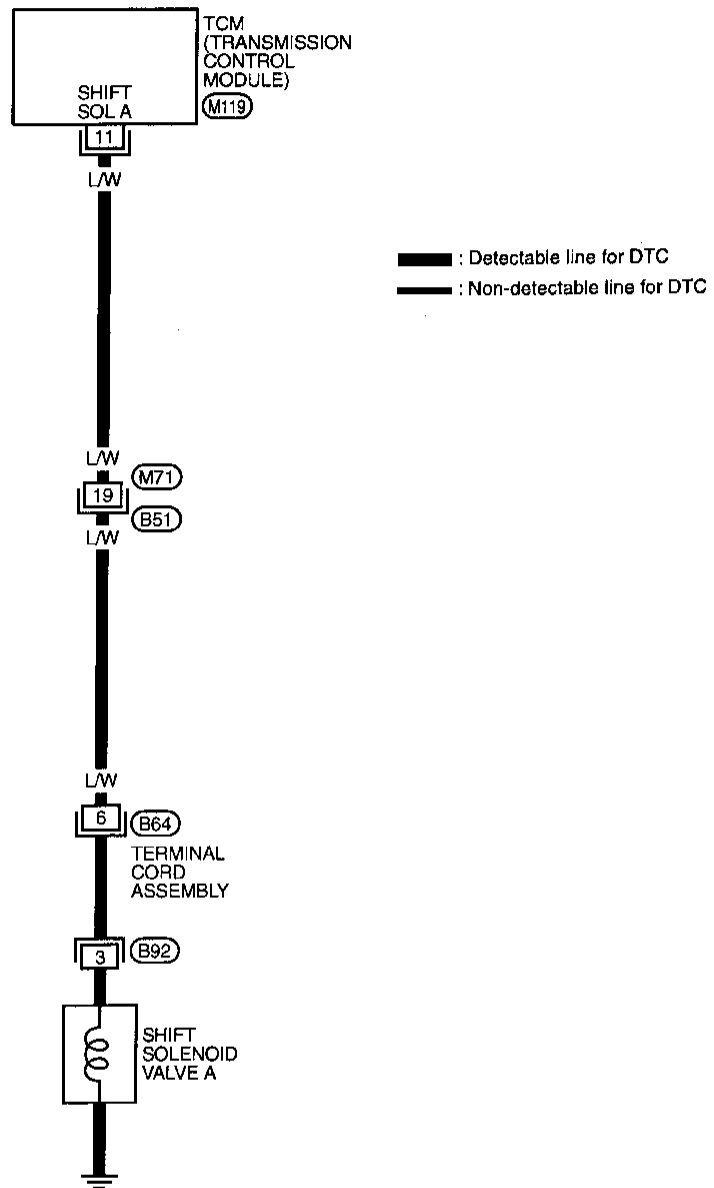 TCM
(TRANSMISSION
CONTROL
MODULE)
M119
SHIFT
SOL A
11
L/W
: Detectable line for DTC
: Non-detectable line for DTC
L/W
M71
19
B51
L/W
L/W
6
B64
TERMINAL
CORD
ASSEMBLY
3
B92
SHIFT
SOLENOID
VALVE A